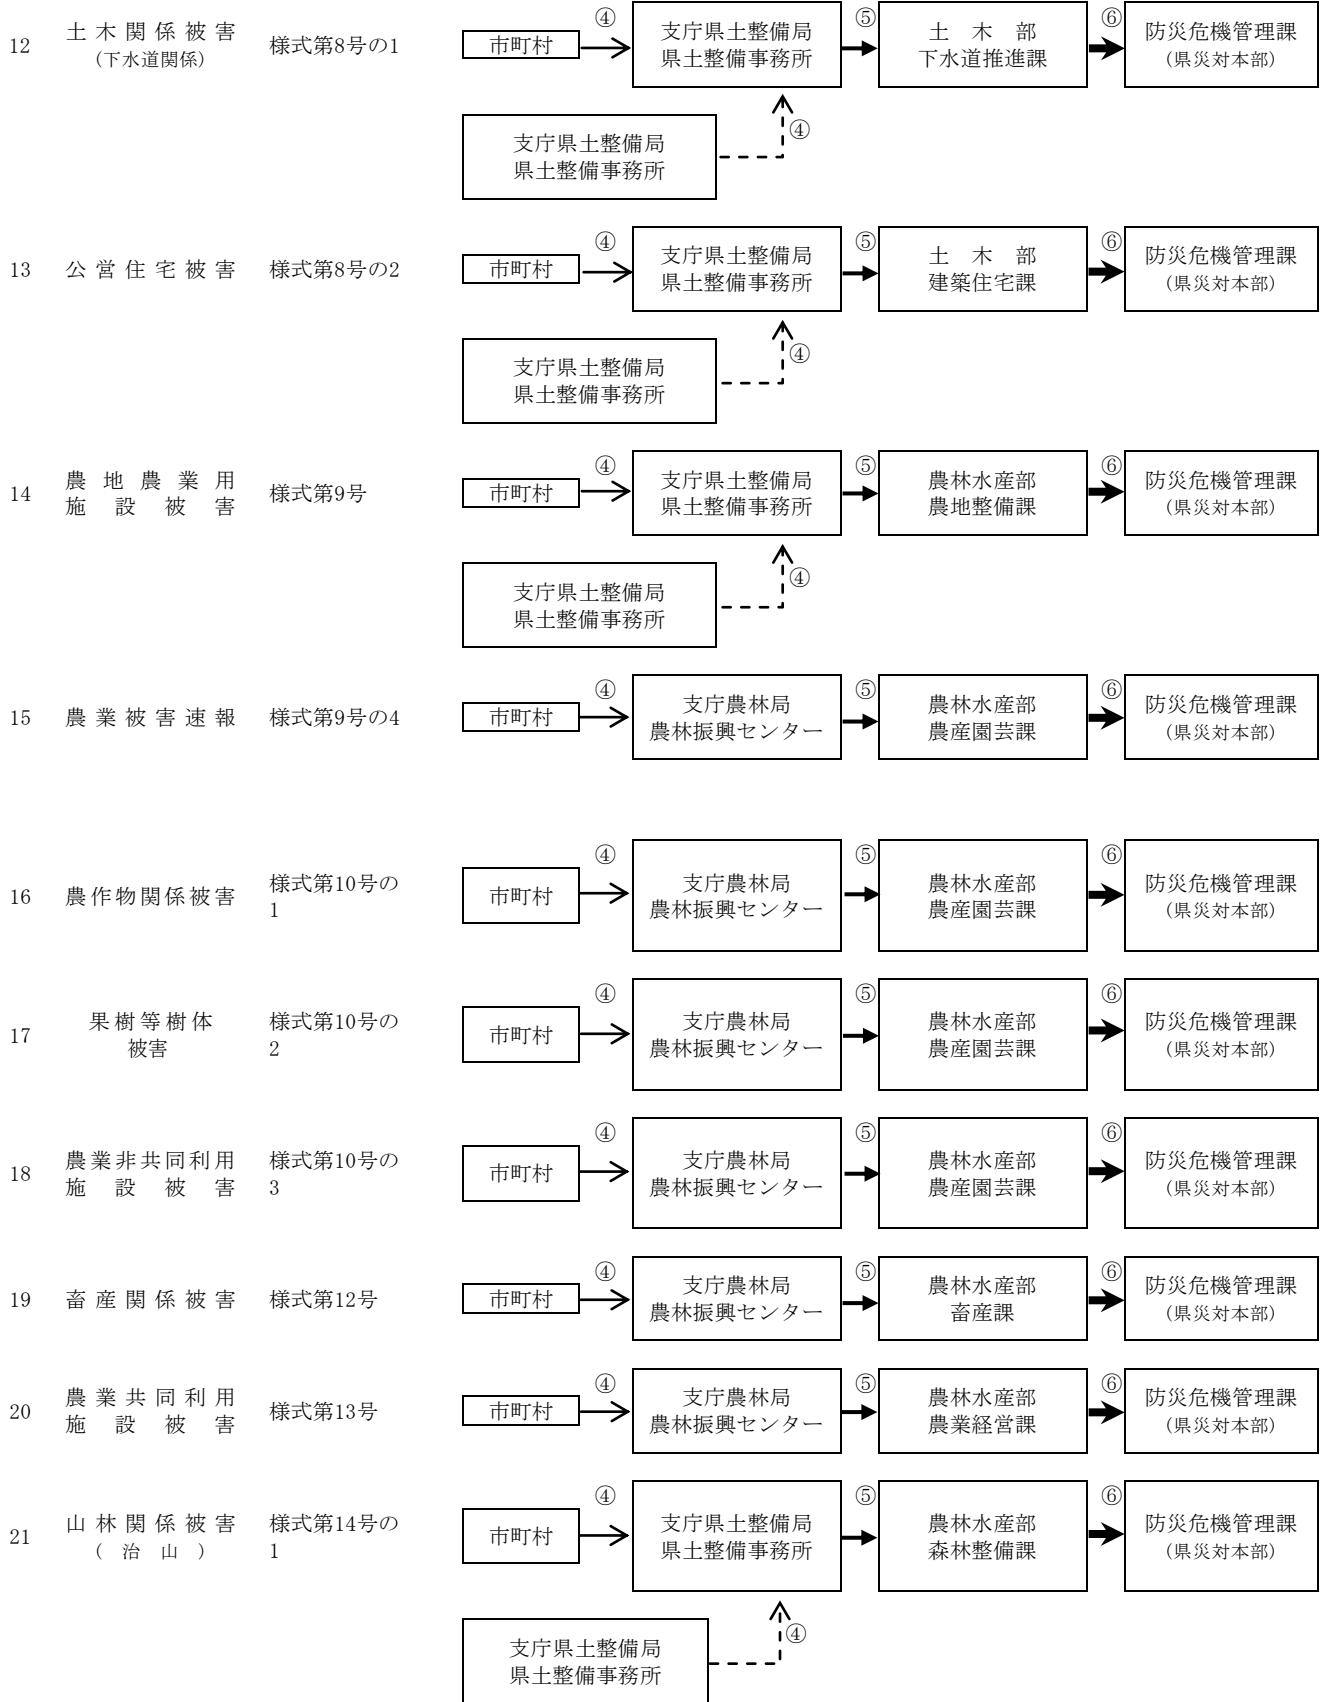 12
土木関係被害
(下水道関係)
様式第8号の1
市町村
④
支庁県土整備局
県土整備事務所
⑤
土木部
下水道推進課
⑥
防災危機管理課
(県災対本部)
支庁県土整備局
県土整備事務所
④
13
公営住宅被害
様式第8号の2
市町村
④
支庁県土整備局
県土整備事務所
⑤
土木部
建築住宅課
⑥
防災危機管理課
(県災対本部)
支庁県土整備局
県土整備事務所
④
14
農地農業用
施設被害
様式第9号
市町村
④
支庁県土整備局
県土整備事務所
⑤
農林水産部
農地整備課
⑥
防災危機管理課
(県災対本部)
支庁県土整備局
県土整備事務所
④
15
農業被害速報
様式第9号の4
市町村
④
支庁農林局
農林振興センター
⑤
農林水産部
農産園芸課
⑥
防災危機管理課
(県災対本部)
16
農作物関係被害
様式第10号の
1
市町村
④
支庁農林局
農林振興センター
⑤
農林水産部
農産園芸課
⑥
防災危機管理課
(県災対本部)
17
果樹等樹体
被害
様式第10号の
2
市町村
④
支庁農林局
農林振興センター
⑤
農林水産部
農産園芸課
⑥
防災危機管理課
(県災対本部)
18
農業非共同利用
施設被害
様式第10号の
3
市町村
④
支庁農林局
農林振興センター
⑤
農林水産部
農産園芸課
⑥
防災危機管理課
(県災対本部)
19
畜産関係被害
様式第12号
市町村
④
支庁農林局
農林振興センター
⑤
農林水産部
畜産課
⑥
防災危機管理課
(県災対本部)
20
農業共同利用
施設被害
様式第13号
市町村
④
支庁農林局
農林振興センター
⑤
農林水産部
農業経営課
⑥
防災危機管理課
(県災対本部)
21
山林関係被害
(治山)
様式第14号の
1
市町村
④
支庁県土整備局
県土整備事務所
⑤
農林水産部
森林整備課
⑥
防災危機管理課
(県災対本部)
支庁県土整備局
県土整備事務所
④